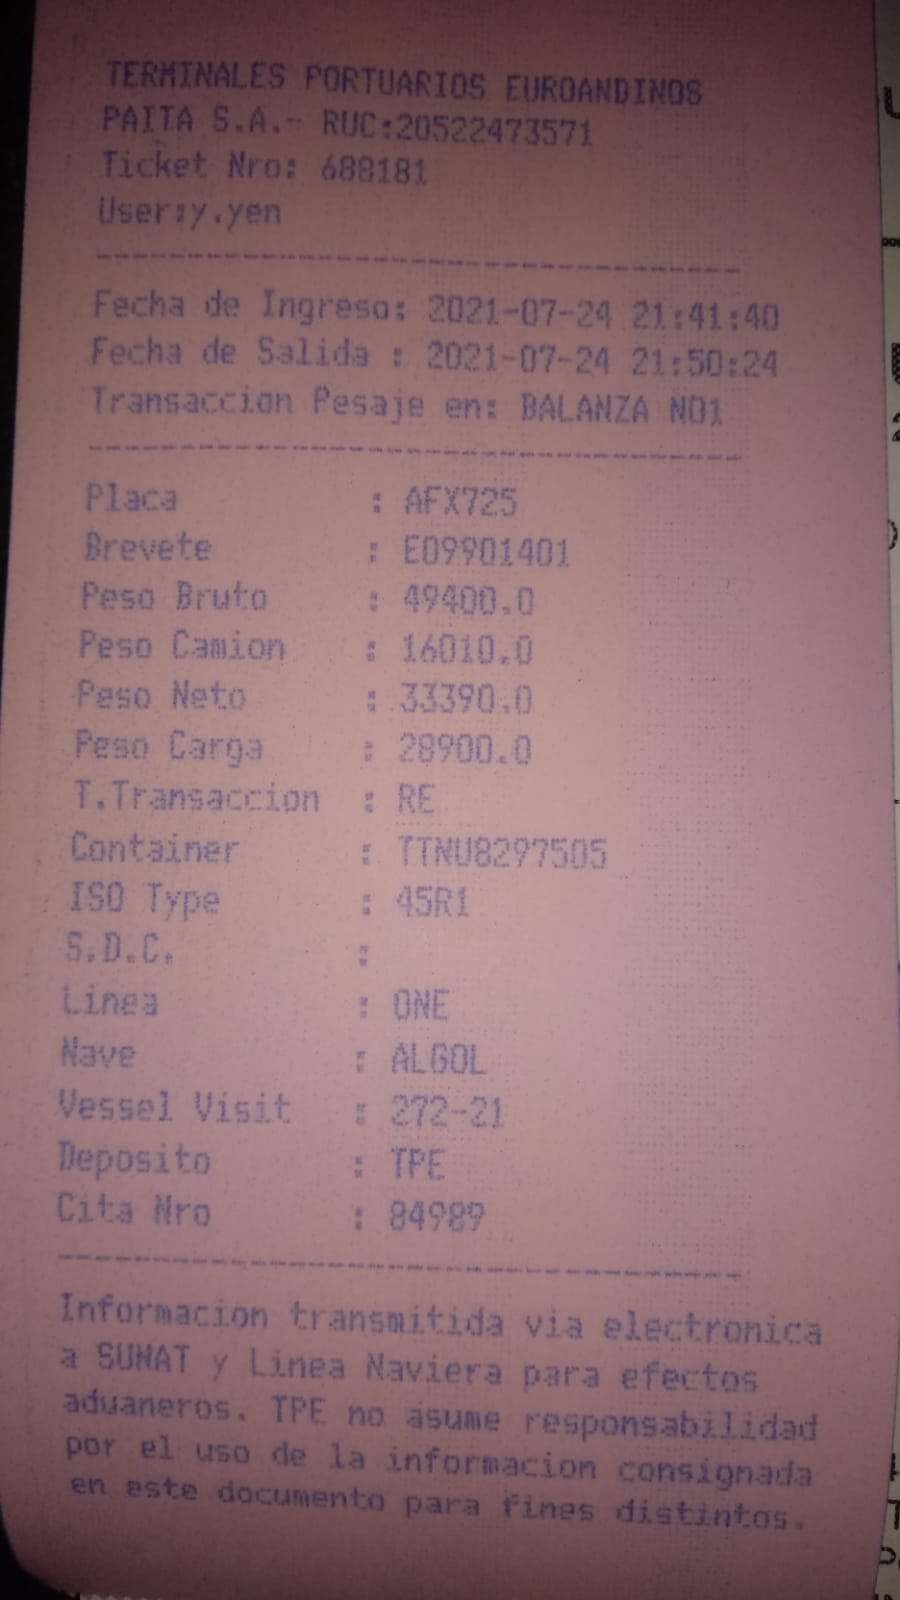 TERMINALES PORTUARIOS EUROANDINOS
PAITA S.A.- RUC:20522473571
Ticket Nro: 688181
User:y.yen
----------------------------------------
Fecha de Ingreso: 2021-07-24 21:41:40
Fecha de Salida : 2021-07-24 21:50:24
Transaccion Pesaje en: BALANZA NO1
----------------------------------------
Placa : AFX725
Brevete : E09901401
Peso Bruto : 49400.0
Peso Camion : 16010.0
Peso Neto : 33390.0
Peso Carga : 28900.0
T.Transaccion : RE
Container : TTNU8297505
ISO Type : 45R1
S.D.C. :
Linea : ONE
Nave : ALGOL
Vessel Visit : 272-21
Deposito : TPE
Cita Nro : 84989
----------------------------------------
Informacion transmitida via electronica
a SUNAT y Linea Naviera para efectos
aduaneros. TPE no asume responsabilidad
por el uso de la informacion consignada
en este documento para fines distintos.